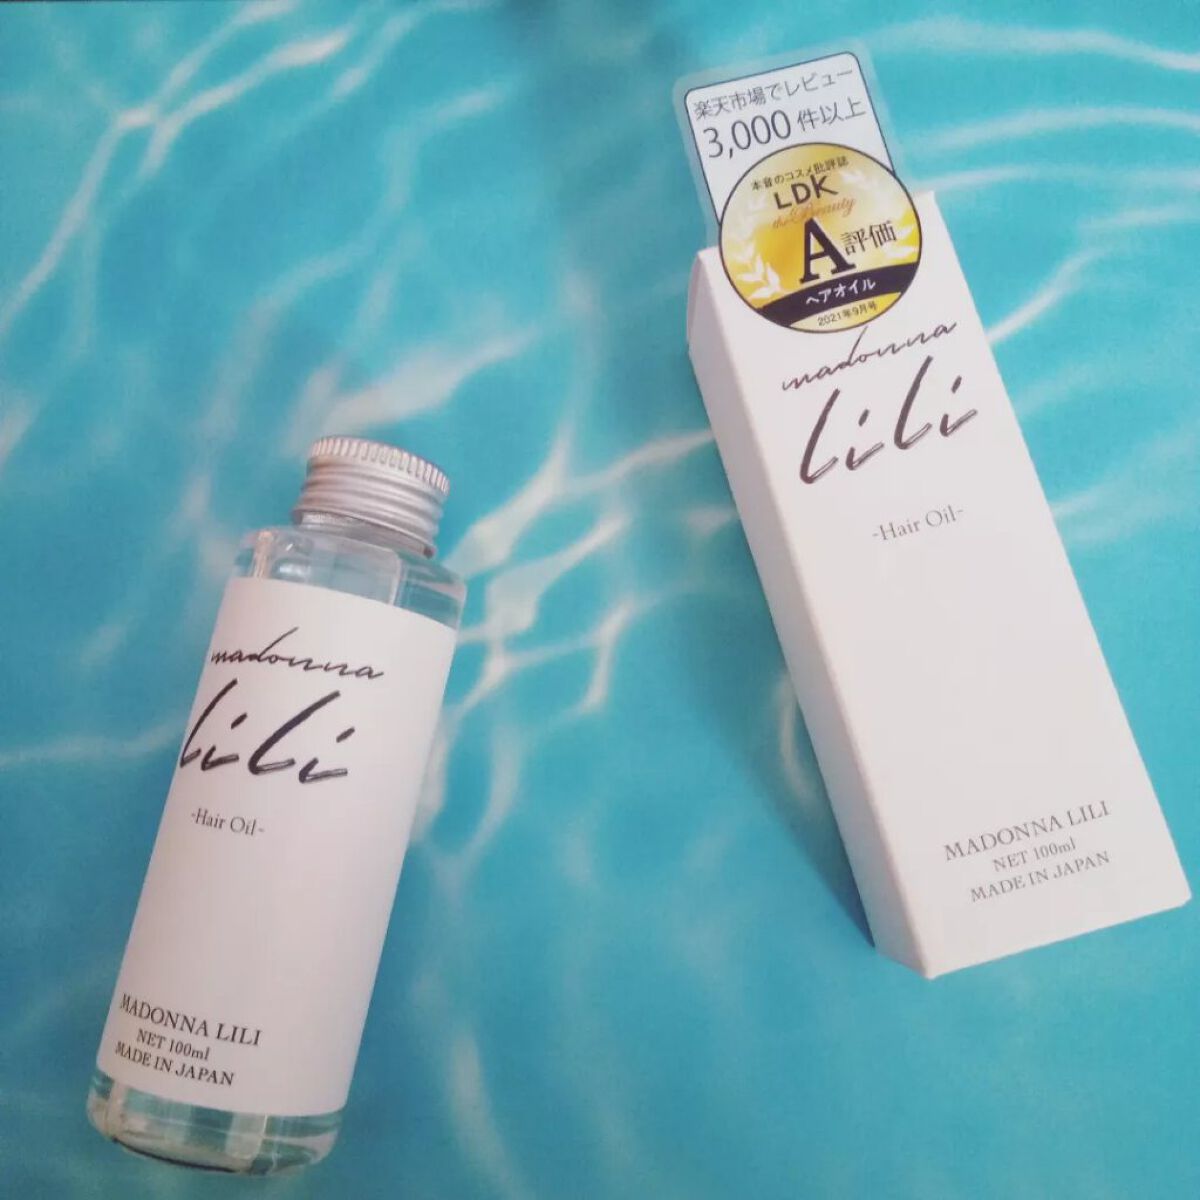 楽天市場でレビュー
3,000件以上
本音のコスメ批評誌
LDK
the Beauty
A評価
ヘアオイル
2021年9月号
madonna
Lili
-Hair Oil-
MADONNA LILI
NET 100ml
MADE IN JAPAN
madonna
Lili
-Hair Oil-
MADONNA LILI
NET 100ml
MADE IN JAPAN